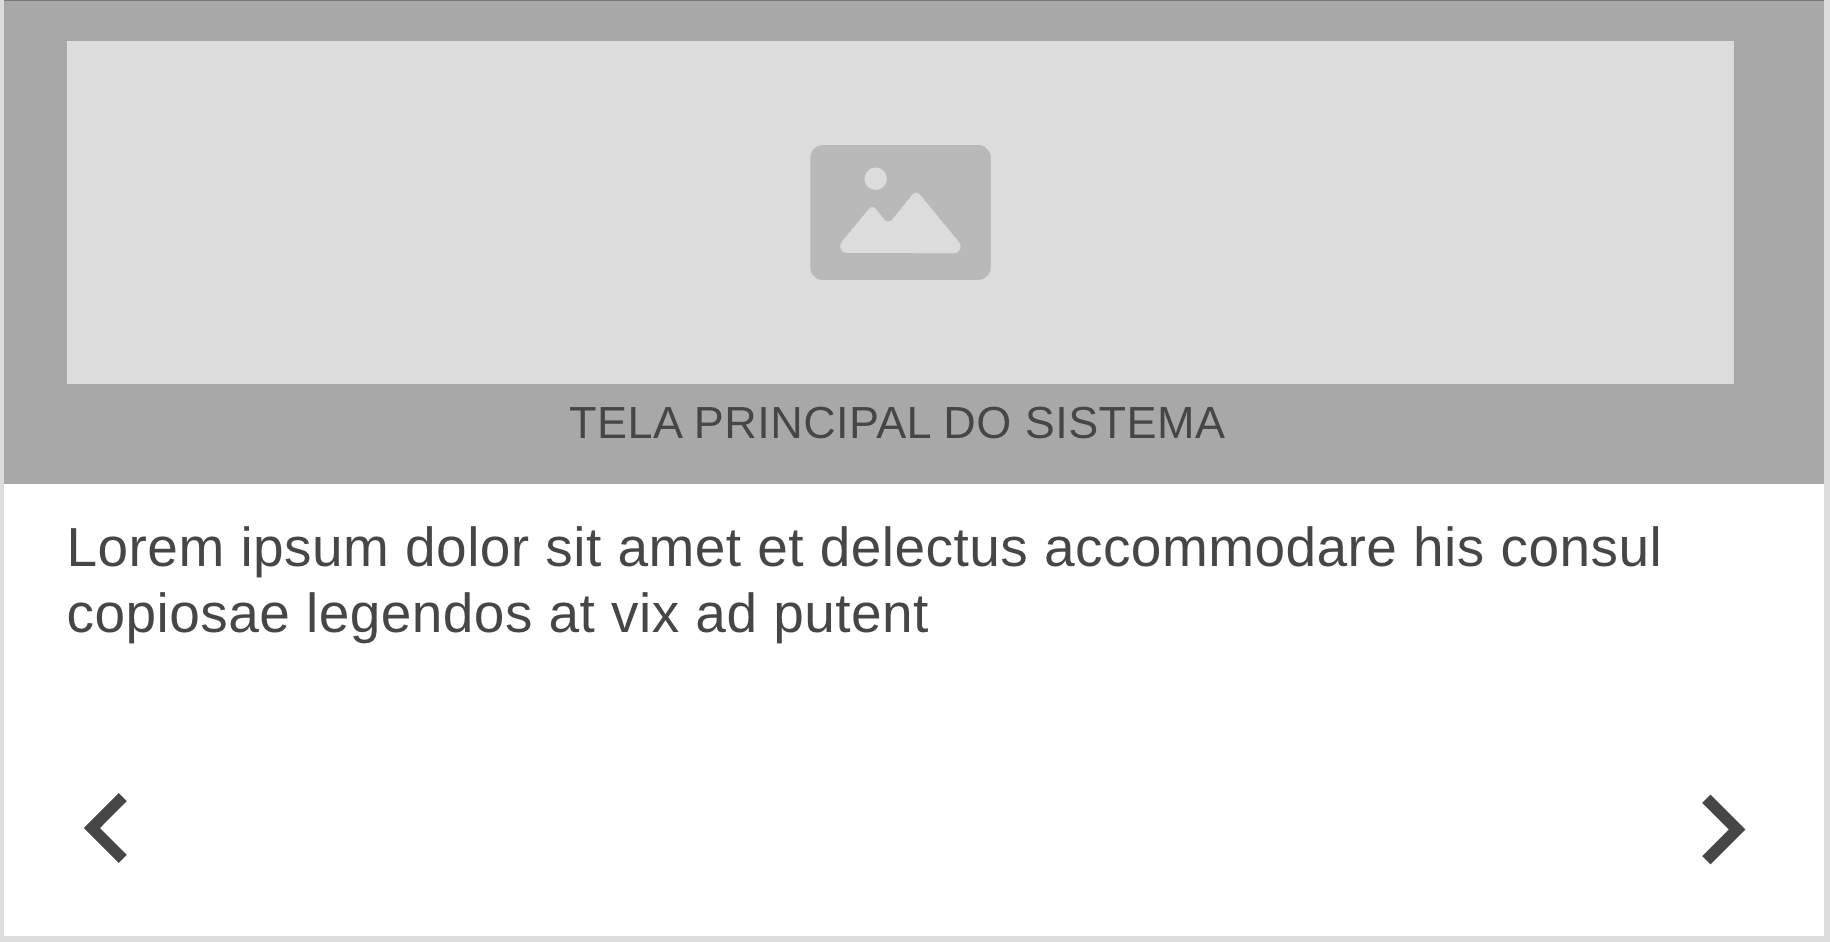 TELA PRINCIPAL DO SISTEMA
Lorem ipsum dolor sit amet et delectus accommodare his consul
copiosae legendos at vix ad putent